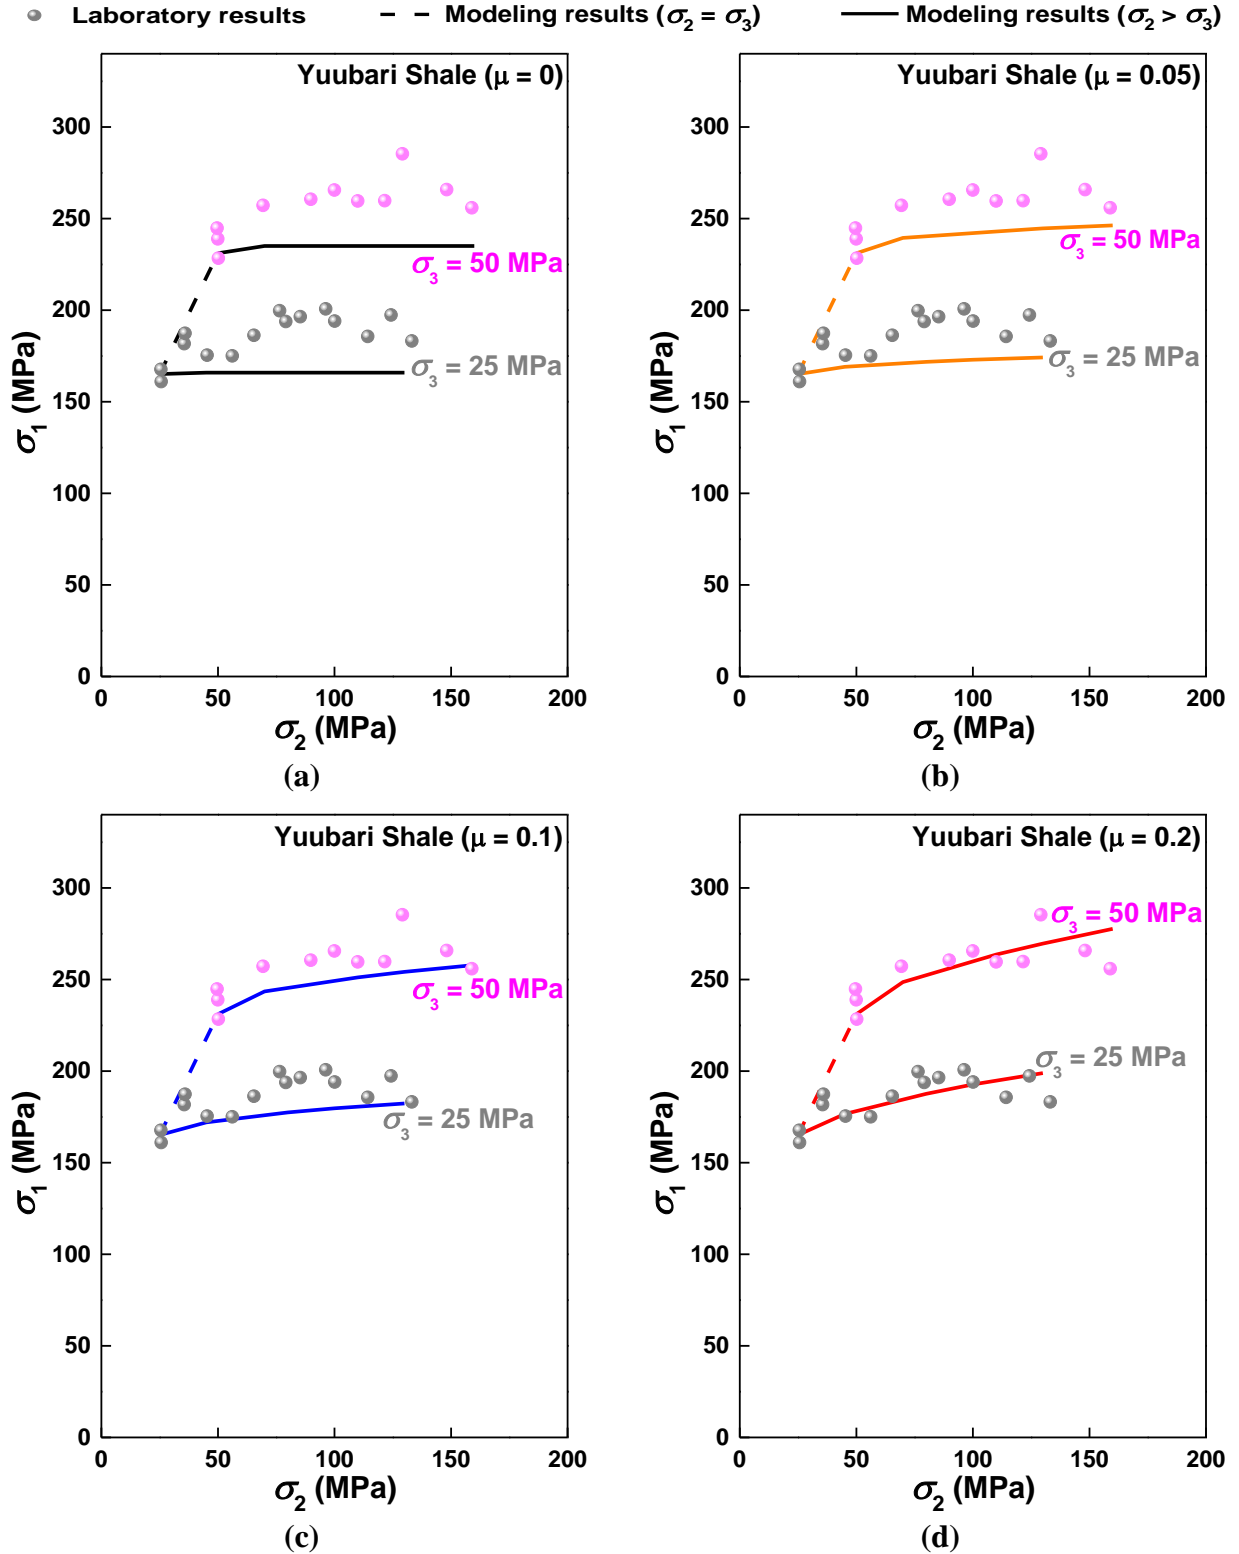 Laboratory results Modeling results (σ2 = σ3) Modeling results (σ2 > σ3)
Yuubari Shale (μ = 0)
300
250
200
150
100
50
0
σ1 (MPa)
σ3 = 50 MPa
σ3 = 25 MPa
0 50 100 150 200
σ2 (MPa)
(a)
Yuubari Shale (μ = 0.05)
300
250
200
150
100
50
0
σ1 (MPa)
σ3 = 50 MPa
σ3 = 25 MPa
0 50 100 150 200
σ2 (MPa)
(b)
Yuubari Shale (μ = 0.1)
300
250
200
150
100
50
0
σ1 (MPa)
σ3 = 50 MPa
σ3 = 25 MPa
0 50 100 150 200
σ2 (MPa)
(c)
Yuubari Shale (μ = 0.2)
300
250
200
150
100
50
0
σ1 (MPa)
σ3 = 50 MPa
σ3 = 25 MPa
0 50 100 150 200
σ2 (MPa)
(d)